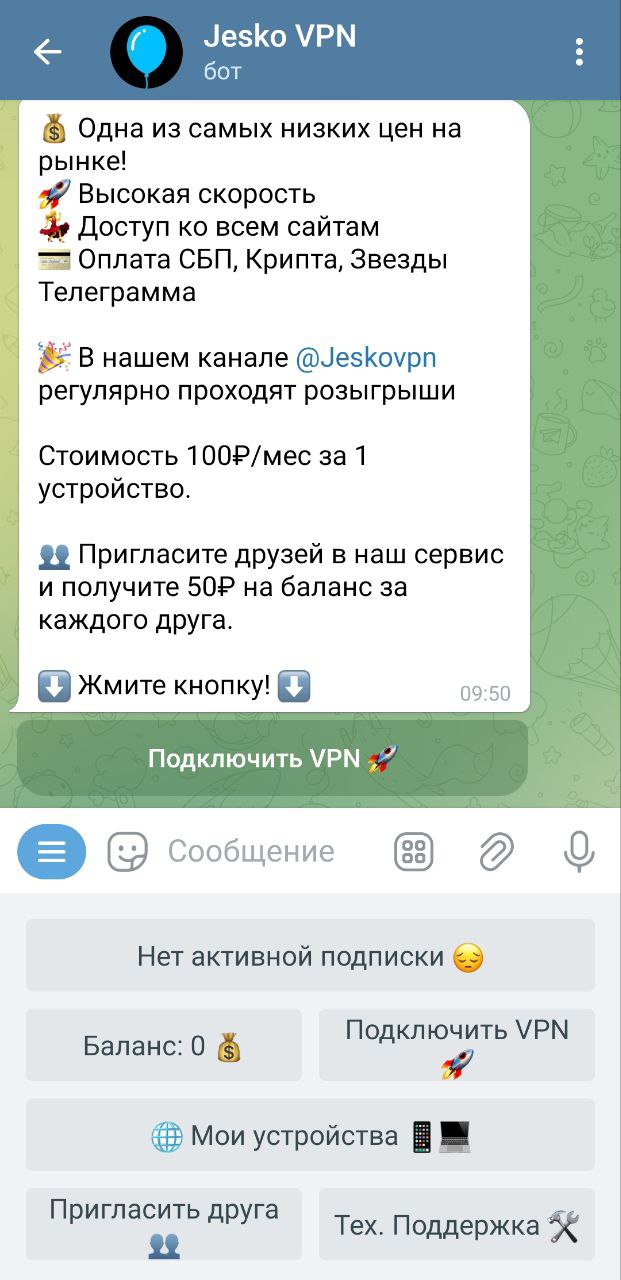 Jesko VPN
бот
💰 Одна из самых низких цен на
рынке!
🚀 Высокая скорость
💃 Доступ ко всем сайтам
💳 Оплата СБП, Крипта, Звезды
Телеграмма
🎉 В нашем канале @Jeskovpn
регулярно проходят розыгрыши
Стоимость 100₽/мес за 1
устройство.
👥 Пригласите друзей в наш сервис
и получите 50₽ на баланс за
каждого друга.
⬇️ Жмите кнопку! ⬇️
09:50
Подключить VPN 🚀
Сообщение
Нет активной подписки 😔
Баланс: 0 💰
Подключить VPN
🚀
🌐 Мои устройства 📱💻
Пригласить друга
👥
Тех. Поддержка 🛠